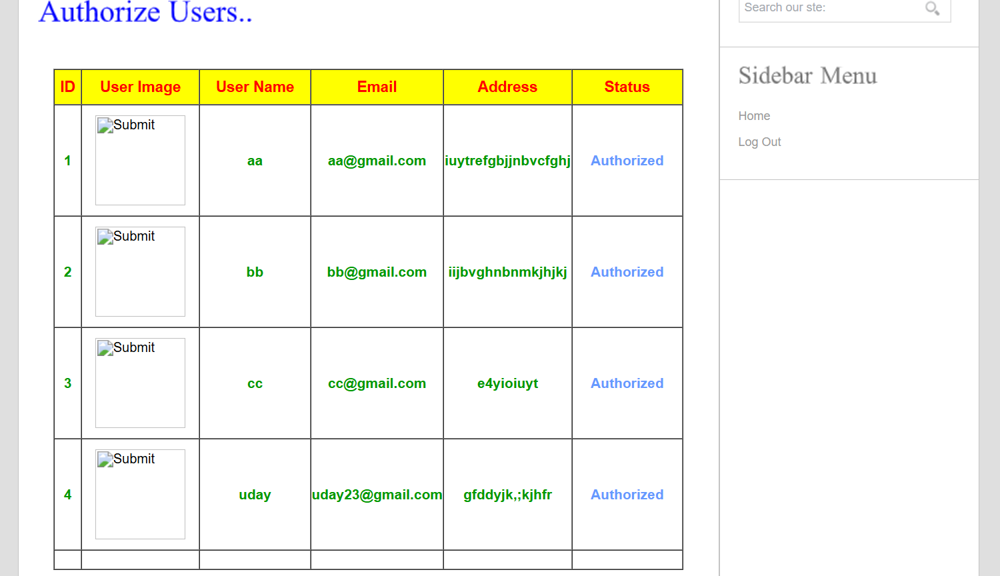 Authorize Users..
Search our ste:
ID User Image User Name Email Address Status
Submit
1 aa aa@gmail.com iuytrefgbjjnbvcfghj Authorized
Submit
2 bb bb@gmail.com iijbvghnbnmkjhjkj Authorized
Submit
3 cc cc@gmail.com e4yioiuyt Authorized
Submit
4 uday uday23@gmail.com gfddyjk,;kjhfr Authorized
Sidebar Menu
Home
Log Out